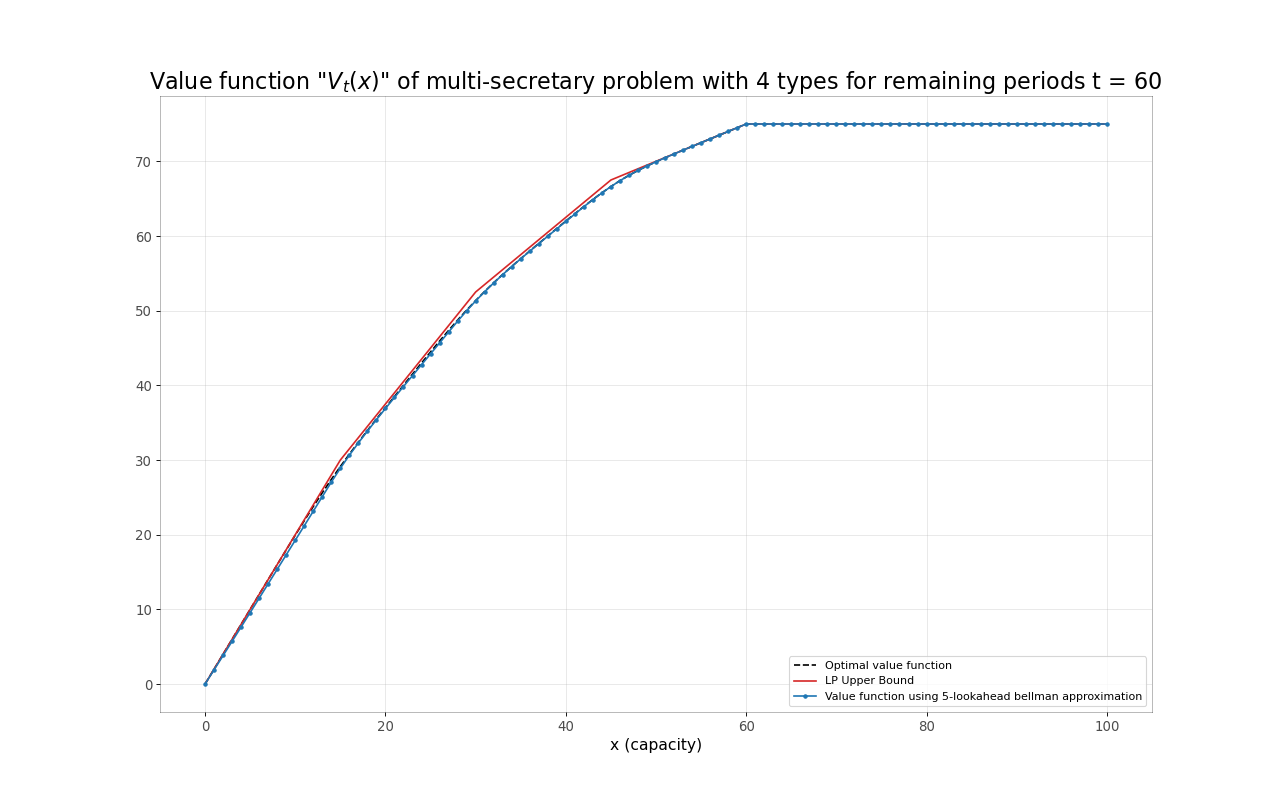 Value function "V_t(x)" of multi-secretary problem with 4 types for remaining periods t = 60
70
60
50
40
30
20
10
0
Optimal value function
LP Upper Bound
Value function using 5-lookahead bellman approximation
0 20 40 60 80 100
x (capacity)